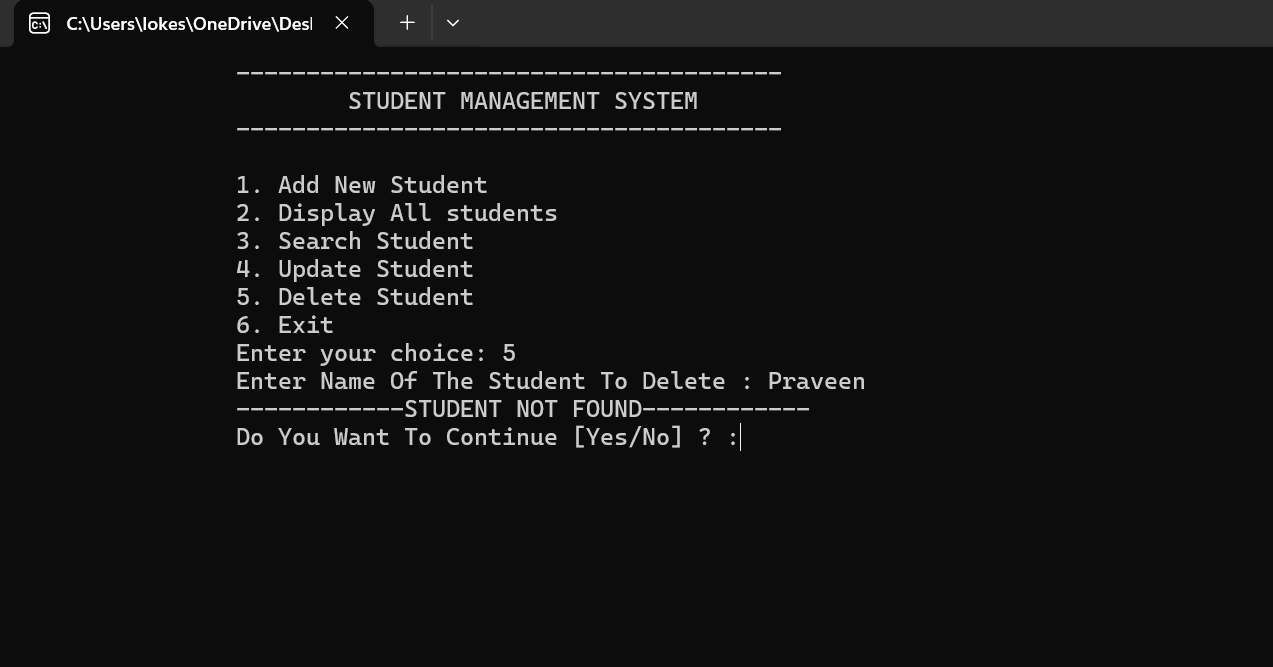 C:\Users\lokes\OneDrive\Desl
---------------------------------------
STUDENT MANAGEMENT SYSTEM
---------------------------------------
1. Add New Student
2. Display All students
3. Search Student
4. Update Student
5. Delete Student
6. Exit
Enter your choice: 5
Enter Name Of The Student To Delete : Praveen
------------STUDENT NOT FOUND------------
Do You Want To Continue [Yes/No] ? :